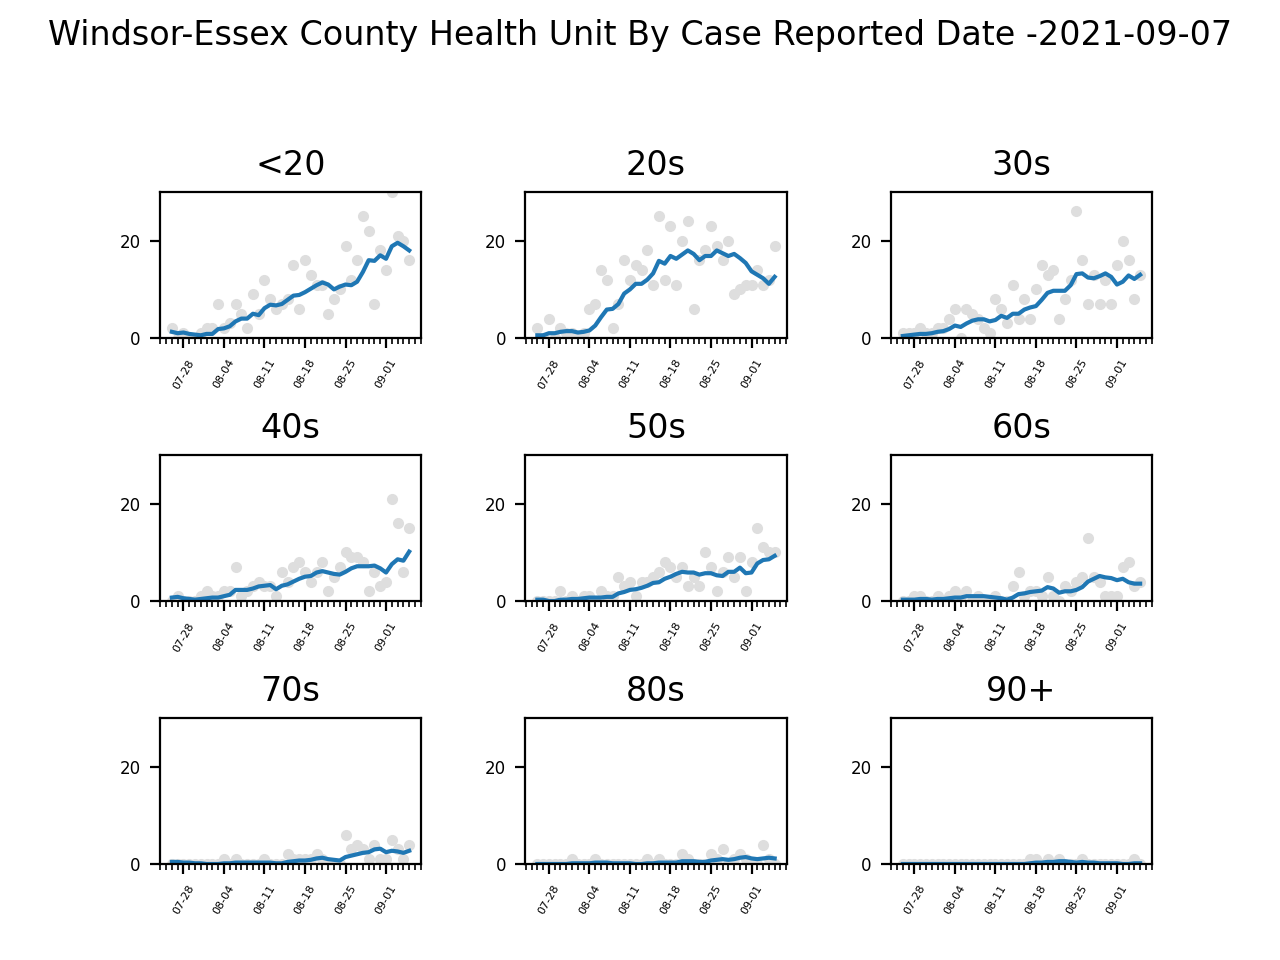 Windsor-Essex County Health Unit By Case Reported Date -2021-09-07
<20 20s 30s
20 20 20
0 0 0
07-28 08-04 08-11 08-18 08-25 09-01 07-28 08-04 08-11 08-18 08-25 09-01 07-28 08-04 08-11 08-18 08-25 09-01
40s 50s 60s
20 20 20
0 0 0
07-28 08-04 08-11 08-18 08-25 09-01 07-28 08-04 08-11 08-18 08-25 09-01 07-28 08-04 08-11 08-18 08-25 09-01
70s 80s 90+
20 20 20
0 0 0
07-28 08-04 08-11 08-18 08-25 09-01 07-28 08-04 08-11 08-18 08-25 09-01 07-28 08-04 08-11 08-18 08-25 09-01